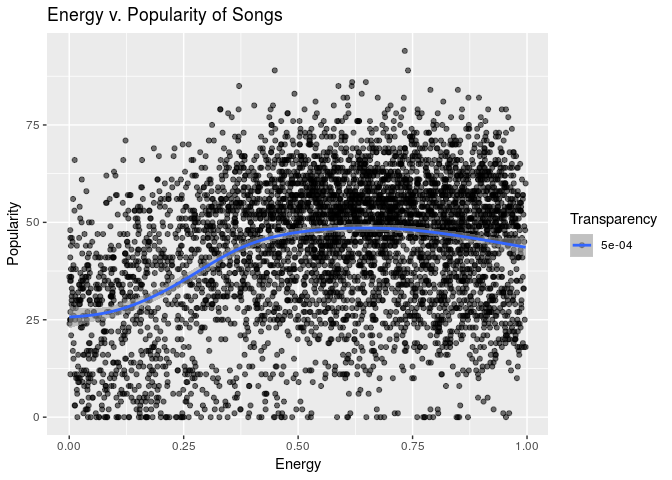 Energy v. Popularity of Songs
75
50
25
0
Popularity
0.00 0.25 0.50 0.75 1.00
Energy
Transparency
5e-04